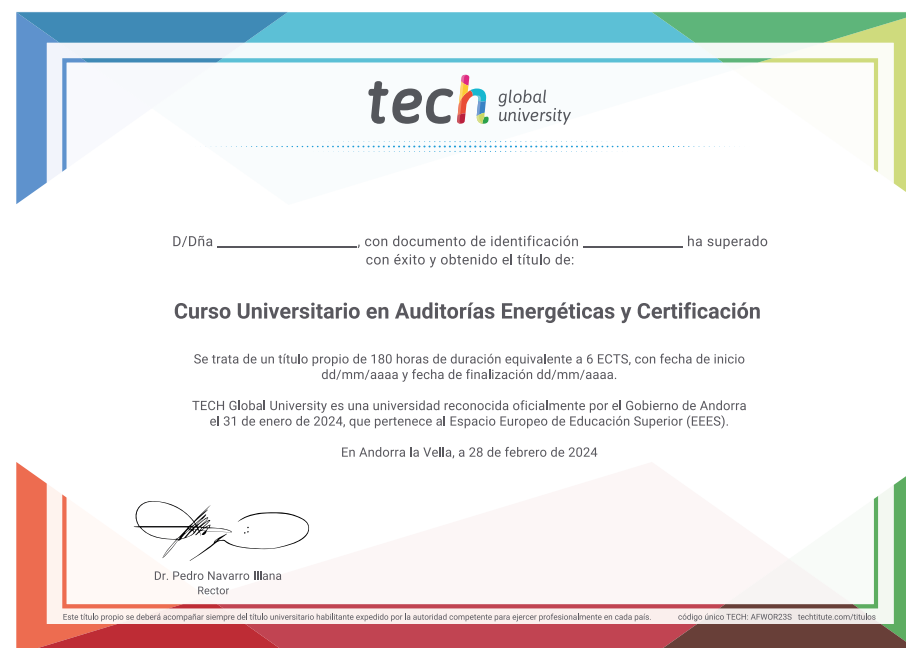 tech global university
D/Dña ____________________, con documento de identificación ______________ ha superado
con éxito y obtenido el título de:
Curso Universitario en Auditorías Energéticas y Certificación
Se trata de un título propio de 180 horas de duración equivalente a 6 ECTS, con fecha de inicio
dd/mm/aaaa y fecha de finalización dd/mm/aaaa.
TECH Global University es una universidad reconocida oficialmente por el Gobierno de Andorra
el 31 de enero de 2024, que pertenece al Espacio Europeo de Educación Superior (EEES).
En Andorra la Vella, a 28 de febrero de 2024
Dr. Pedro Navarro Illana
Rector
Este título propio se deberá acompañar siempre del título universitario habilitante expedido por la autoridad competente para ejercer profesionalmente en cada país. código único TECH: AFWOR23S techtitute.com/titulos